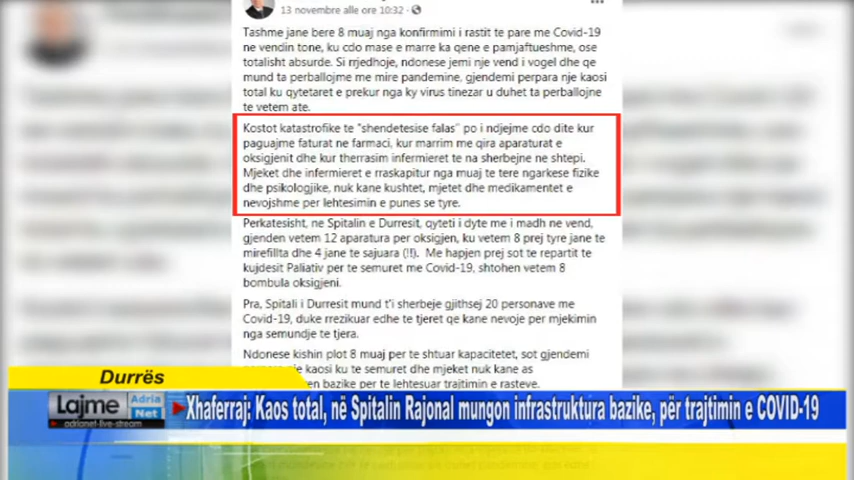 13 novembre alle ore 10:32 ·
Tashme jane bere 8 muaj nga konfirmimi i rastit te pare me Covid-19
ne vendin tone, ku cdo mase e marre ka qene e pamjaftueshme, ose
totalisht absurde. Si rrjedhoje, ndonese jemi nje vend i vogel dhe qe
mund ta perballojme me mire pandemine, gjendemi perpara nje kaosi
total ku qytetaret e prekur nga ky virus tinezar u duhet ta perballojne
te vetem ate.
Kostot katastrofike te "shendetesise falas" po i ndjejme cdo dite kur
paguajme faturat ne farmaci, kur marrim me qira aparaturat e
oksigjenit dhe kur therrasim infermieret te na sherbejne ne shtepi.
Mjeket dhe infermieret e rraskapitur nga muaj te tere ngarkese fizike
dhe psikologjike, nuk kane kushtet, mjetet dhe medikamentet e
nevojshme per lehtesimin e punes se tyre.
Perkatesisht, ne Spitalin e Durresit, qyteti i dyte me i madh ne vend,
gjenden vetem 12 aparatura per oksigjen, ku vetem 8 prej tyre jane te
mirefillta dhe 4 jane te sajuara (!!). Me hapjen prej sot te repartit te
kujdesit Paliativ per te semuret me Covid-19, shtohen vetem 8
bombula oksigjeni.
Pra, Spitali i Durresit mund t'i sherbeje gjithsej 20 personave me
Covid-19, duke rrezikuar edhe te tjeret qe kane nevoje per mjekimin
nga semundje te tjera.
Ndonese kishin plot 8 muaj per te shtuar kapacitetet, sot gjendemi
nje kaosi ku te semuret dhe mjeket nuk kane as
bazike per te lehtesuar trajtimin e rasteve.
Durrës
Lajme Adria Net
adrianet-live-stream
Xhaferraj: Kaos total, në Spitalin Rajonal mungon infrastruktura bazike, për trajtimin e COVID-19